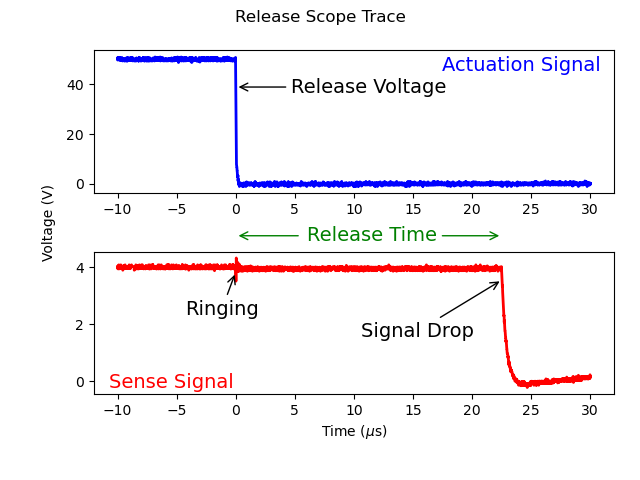 Release Scope Trace
Actuation Signal
Release Voltage
40
20
0
−10 −5 0 5 10 15 20 25 30
Voltage (V)
Release Time
4
2
0
Ringing
Signal Drop
Sense Signal
−10 −5 0 5 10 15 20 25 30
Time (μs)